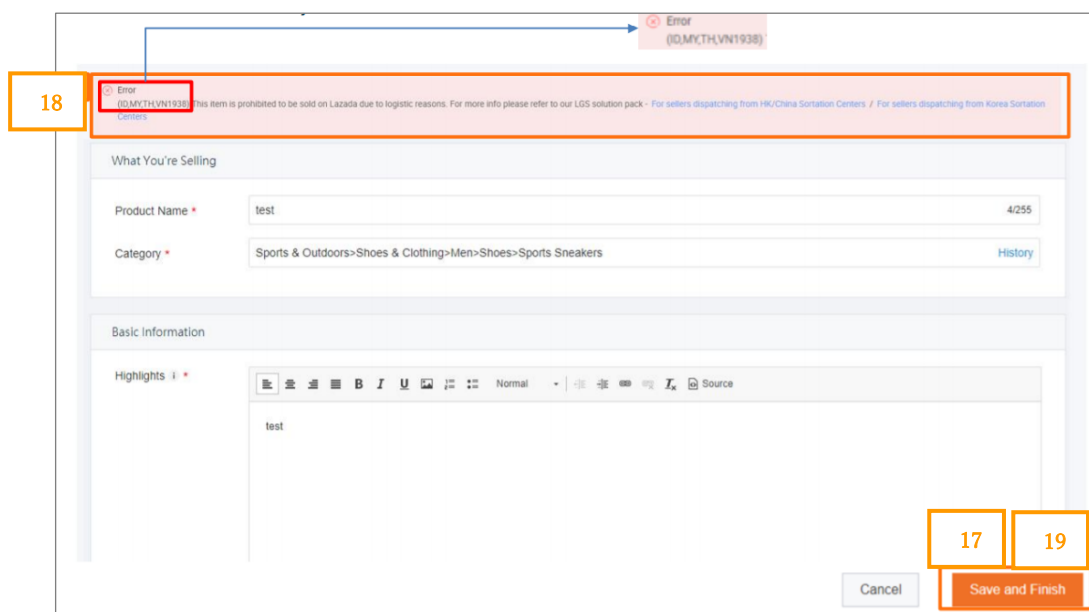 Error
(ID,MY,TH,VN1938)
18
Error
(ID,MY,TH,VN1938) This item is prohibited to be sold on Lazada due to logistic reasons. For more info please refer to our LGS solution pack - For sellers dispatching from HK/China Sortation Centers / For sellers dispatching from Korea Sortation
Centers
What You're Selling
Product Name * test 4/255
Category * Sports & Outdoors>Shoes & Clothing>Men>Shoes>Sports Sneakers History
Basic Information
Highlights i * B I U Normal Source
test
17 19
Cancel Save and Finish